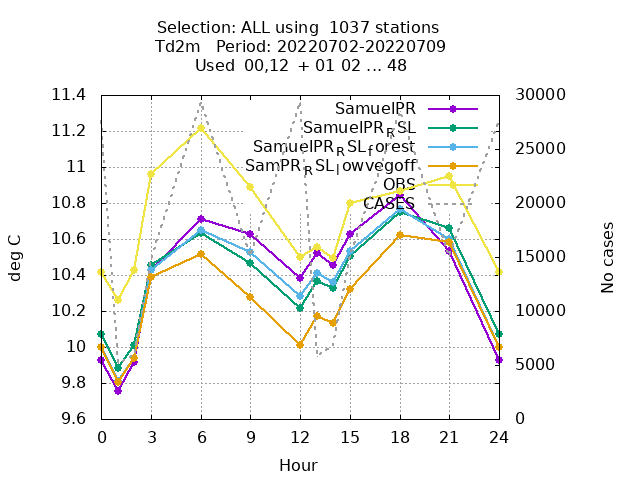 Selection: ALL using  1037 stations
Td2m   Period: 20220702-20220709
Used  00,12  + 01 02 ... 48
11.4
11.2
11
10.8
10.6
10.4
10.2
10
9.8
9.6
deg C
30000
25000
20000
15000
10000
5000
0
No cases
SamuelPR
SamuelPR_RSL
SamuelPR_RSL_forest
SamPR_RSL_lowvegoff
OBS
CASES
0 3 6 9 12 15 18 21 24
Hour